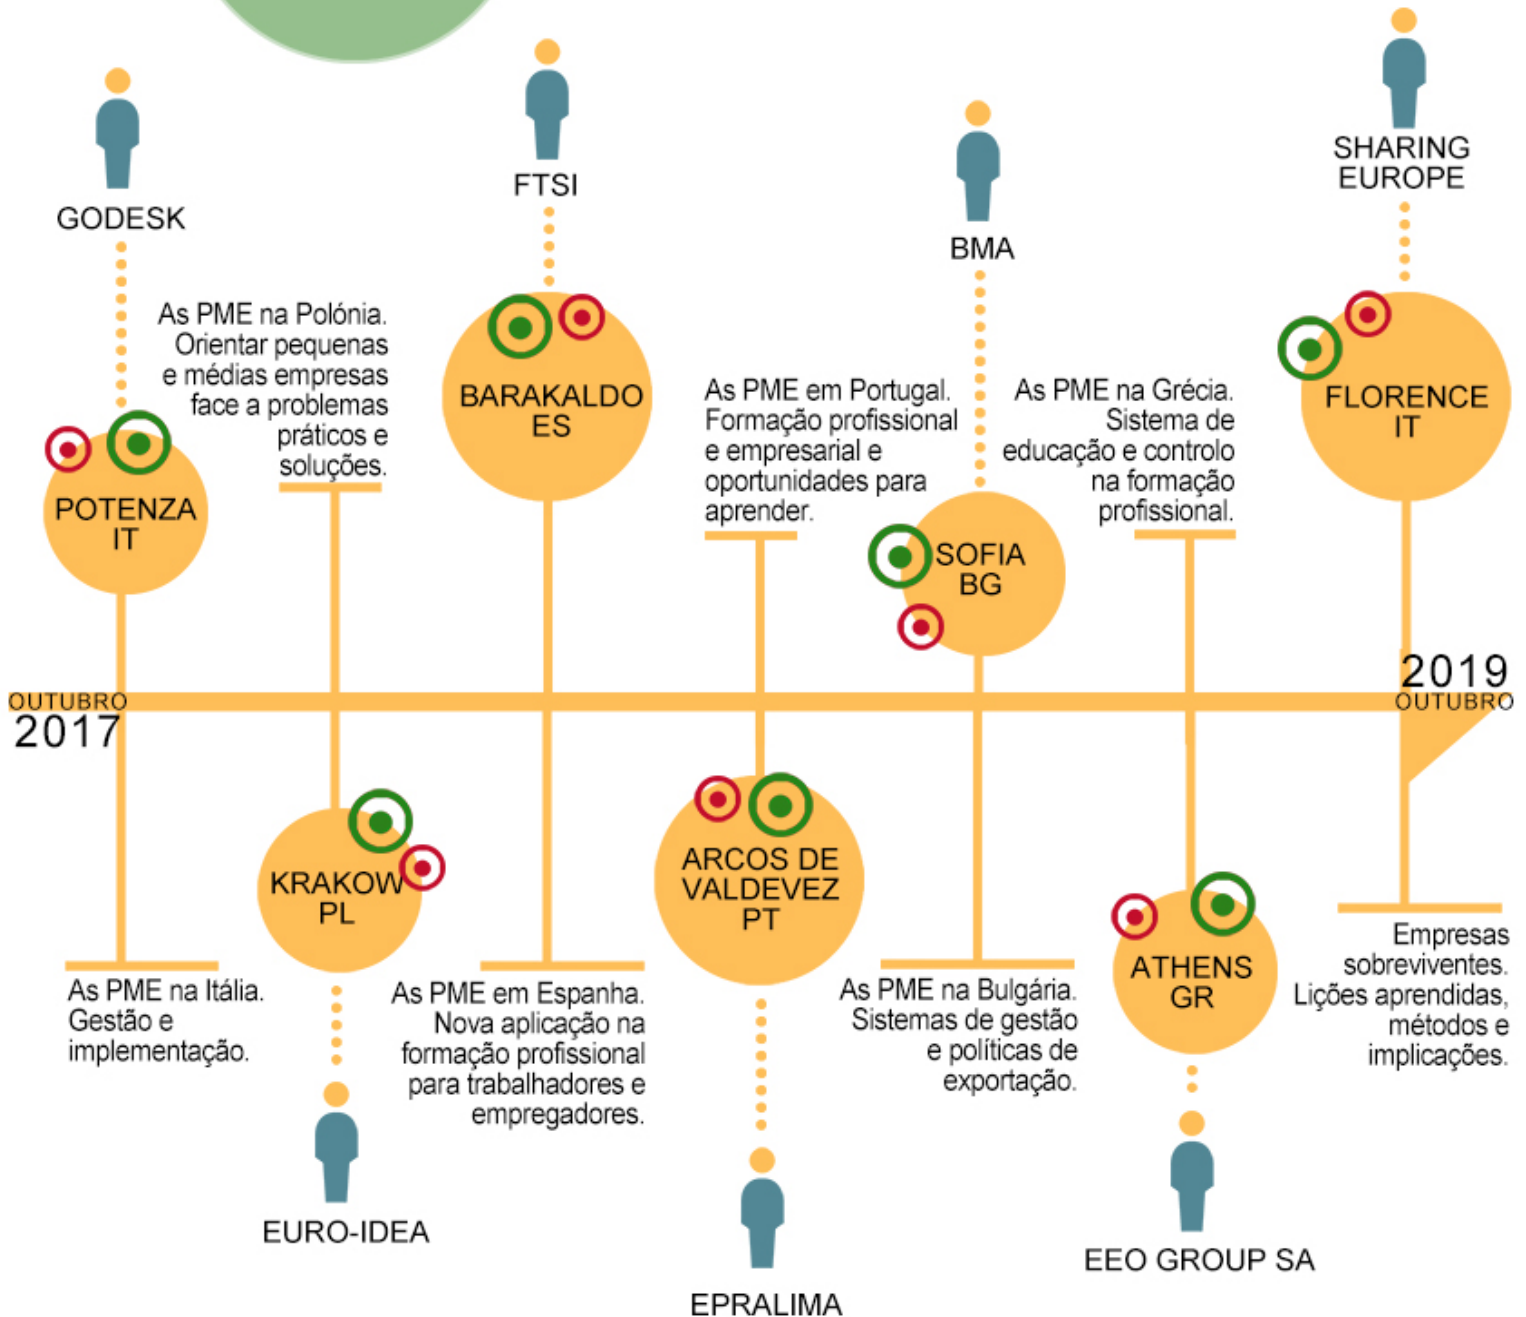 GODESK
POTENZA
IT
As PME na Itália.
Gestão e
implementação.
OUTUBRO
2017
As PME na Polónia.
Orientar pequenas
e médias empresas
face a problemas
práticos e
soluções.
KRAKOW
PL
EURO-IDEA
FTSI
BARAKALDO
ES
As PME em Espanha.
Nova aplicação na
formação profissional
para trabalhadores e
empregadores.
As PME em Portugal.
Formação profissional
e empresarial e
oportunidades para
aprender.
ARCOS DE
VALDEVEZ
PT
EPRALIMA
BMA
SOFIA
BG
As PME na Bulgária.
Sistemas de gestão
e políticas de
exportação.
As PME na Grécia.
Sistema de
educação e controlo
na formação
profissional.
ATHENS
GR
EEO GROUP SA
SHARING
EUROPE
FLORENCE
IT
2019
OUTUBRO
Empresas
sobreviventes.
Lições aprendidas,
métodos e
implicações.